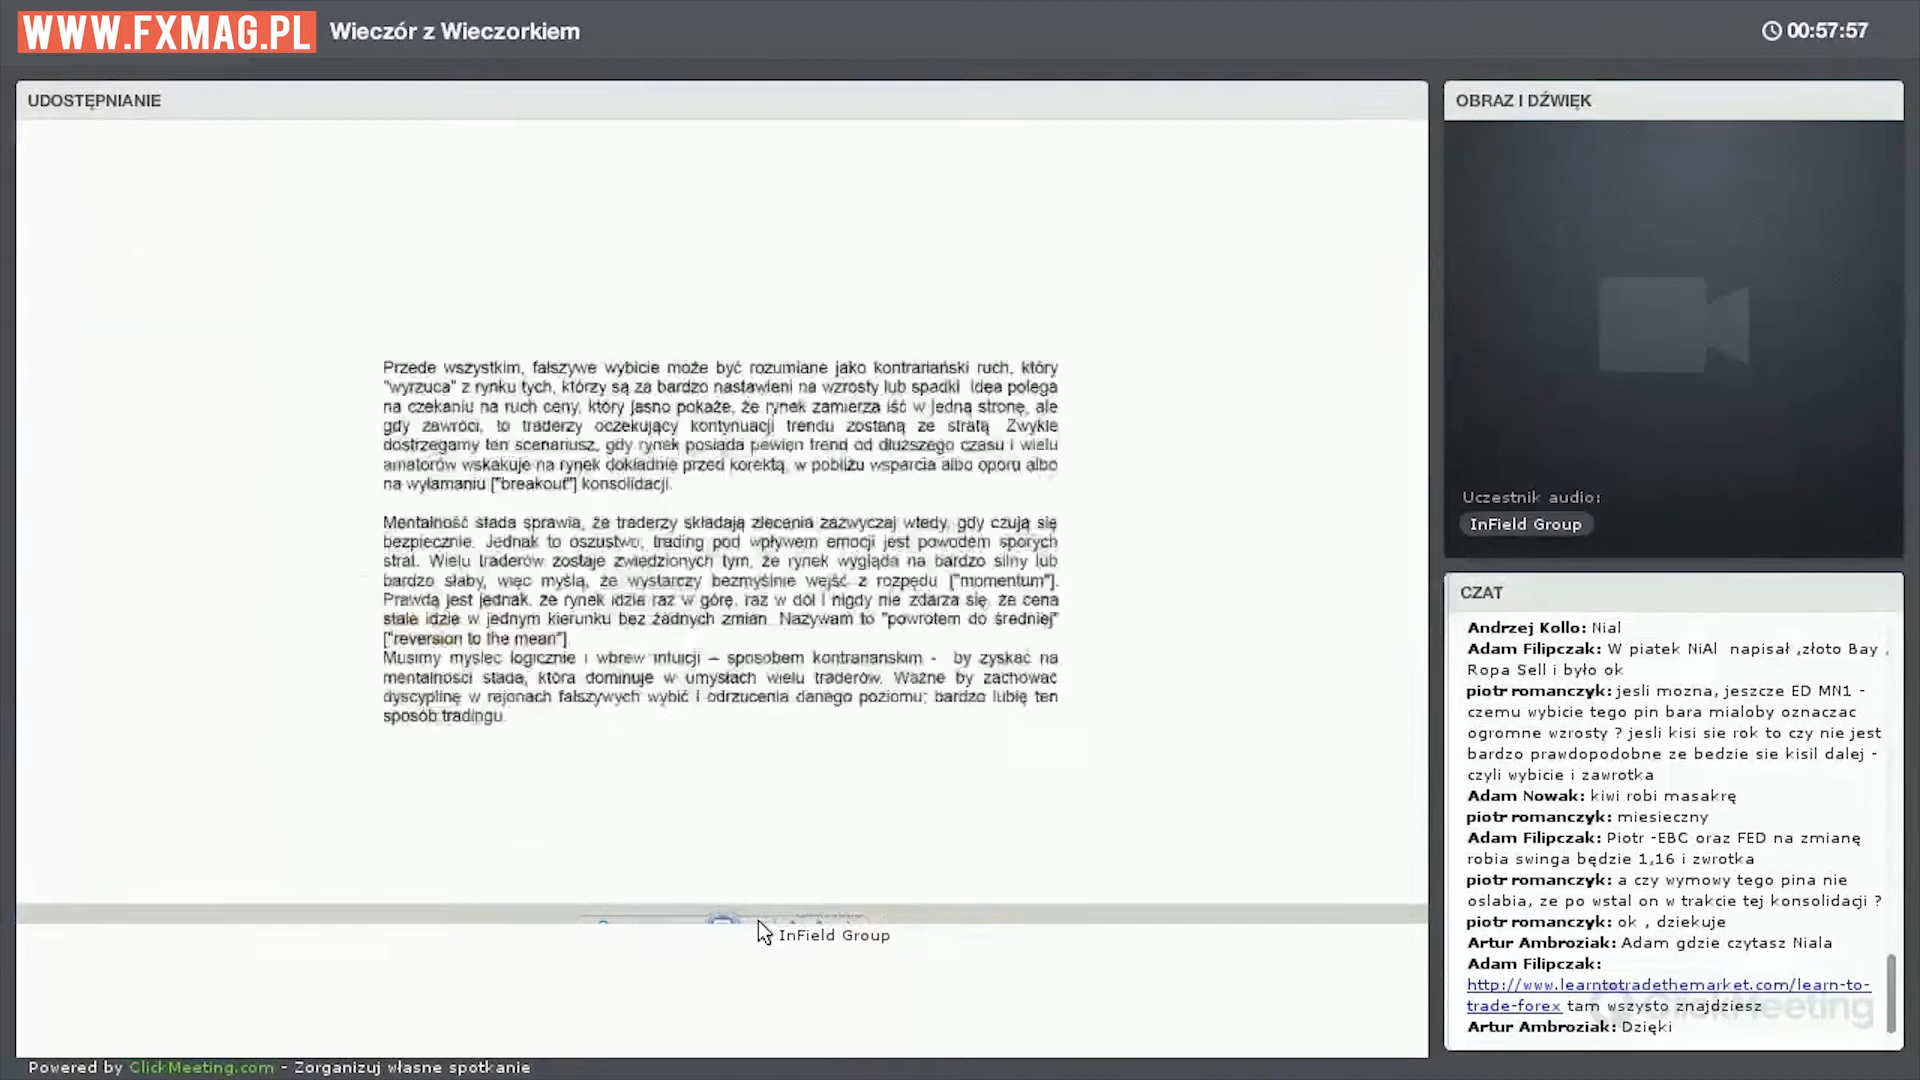 WWW.FXMAG.PL
Wieczór z Wieczorkiem
00:57:57
UDOSTĘPNIANIE
Przede wszystkim, fałszywe wybicie może być rozumiane jako kontrariański ruch, który
"wyrzuca" z rynku tych, którzy są za bardzo nastawieni na wzrosty lub spadki. Idea polega
na czekaniu na ruch ceny, który jasno pokaże, że rynek zamierza iść w jedną stronę, ale
gdy zawróci, to traderzy oczekujący kontynuacji trendu zostaną ze stratą. Zwykle
dostrzegamy ten scenariusz, gdy rynek posiada pewien trend od dłuższego czasu i wielu
amatorów wskakuje na rynek dokładnie przed korektą, w pobliżu wsparcia albo oporu albo
na wyłamaniu ["breakout"] konsolidacji.
Mentalność stada sprawia, że traderzy składają zlecenia zazwyczaj wtedy, gdy czują się
bezpiecznie. Jednak to oszustwo, trading pod wpływem emocji jest powodem sporych
strat. Wielu traderów zostaje zwiedzionych tym, że rynek wygląda na bardzo silny lub
bardzo słaby, więc myślą, że wystarczy bezmyślnie wejść z rozpędu ["momentum"].
Prawdą jest jednak, że rynek idzie raz w górę, raz w dół i nigdy nie zdarza się, że cena
stale idzie w jednym kierunku bez żadnych zmian. Nazywam to "powrotem do średniej"
["reversion to the mean"].
Musimy myśleć logicznie i wbrew intuicji – sposobem kontrariańskim - by zyskać na
mentalności stada, która dominuje w umysłach wielu traderów. Ważne by zachować
dyscyplinę w rejonach fałszywych wybić i odrzucenia danego poziomu; bardzo lubię ten
sposób tradingu.
InField Group
OBRAZ I DŹWIĘK
Uczestnik audio:
InField Group
CZAT
Andrzej Kollo: Nial
Adam Filipczak: W piatek NiAl napisał ,złoto Bay ,
Ropa Sell i było ok
piotr romanczyk: jesli mozna, jeszcze ED MN1 -
czemu wybicie tego pin bara mialoby oznaczac
ogromne wzrosty ? jesli kisi sie rok to czy nie jest
bardzo prawdopodobne ze bedzie sie kisil dalej -
czyli wybicie i zawrotka
Adam Nowak: kiwi robi masakrę
piotr romanczyk: miesieczny
Adam Filipczak: Piotr -EBC oraz FED na zmianę
robia swinga będzie 1,16 i zwrotka
piotr romanczyk: a czy wymowy tego pina nie
oslabia, ze po wstal on w trakcie tej konsolidacji ?
piotr romanczyk: ok , dziekuje
Artur Ambroziak: Adam gdzie czytasz Niala
Adam Filipczak:
http://www.learntotradethemarket.com/learn-to-
trade-forex tam wszysto znajdziesz
Artur Ambroziak: Dzięki
ClickMeeting
Powered by ClickMeeting.com - Zorganizuj własne spotkanie